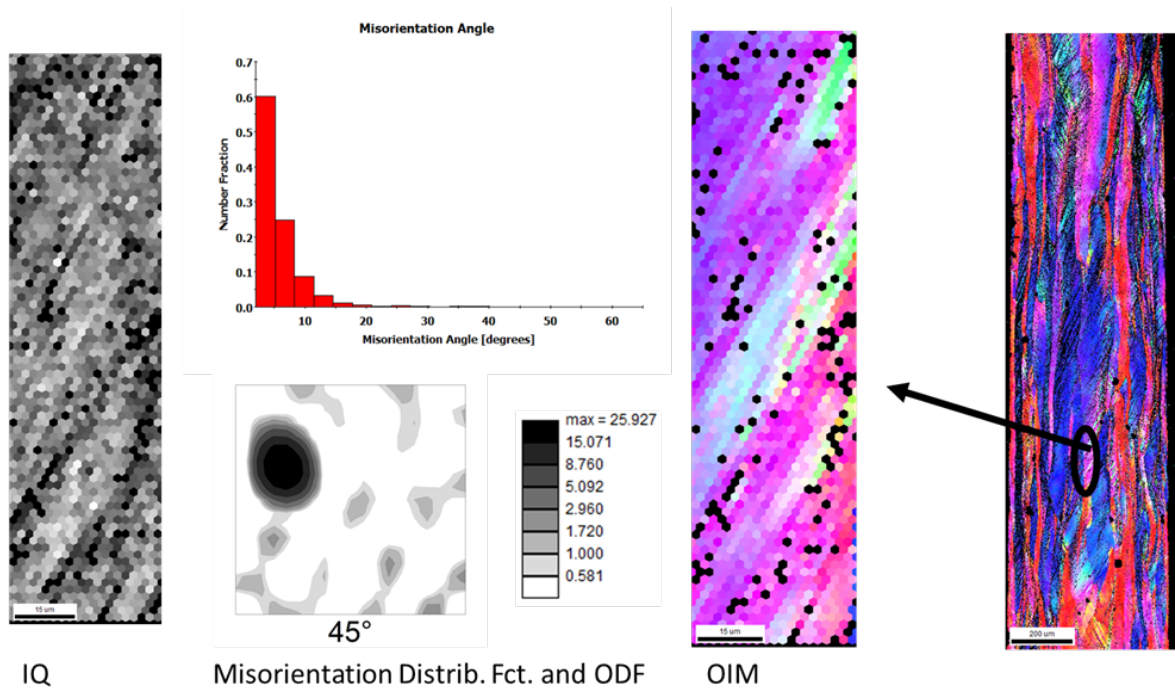 Misorientation Angle
0.7
0.6
0.5
0.4
0.3
0.2
0.1
0.0
Number Fraction
10 20 30 40 50 60
Misorientation Angle [degrees]
max = 25.927
15.071
8.760
5.092
2.960
1.720
1.000
0.581
45°
15 um
15 um
200 um
IQ
Misorientation Distrib. Fct. and ODF
OIM